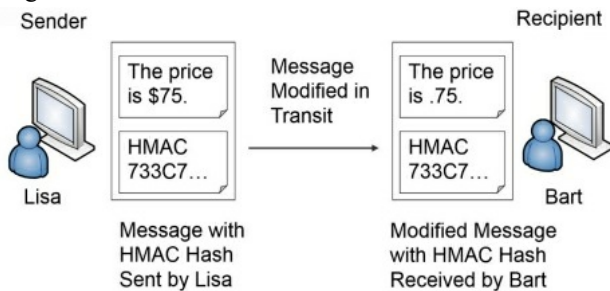 Sender
Recipient
The price
is $75.
HMAC
733C7...
Lisa
Message with
HMAC Hash
Sent by Lisa
Message
Modified in
Transit
The price
is .75.
HMAC
733C7...
Bart
Modified Message
with HMAC Hash
Received by Bart